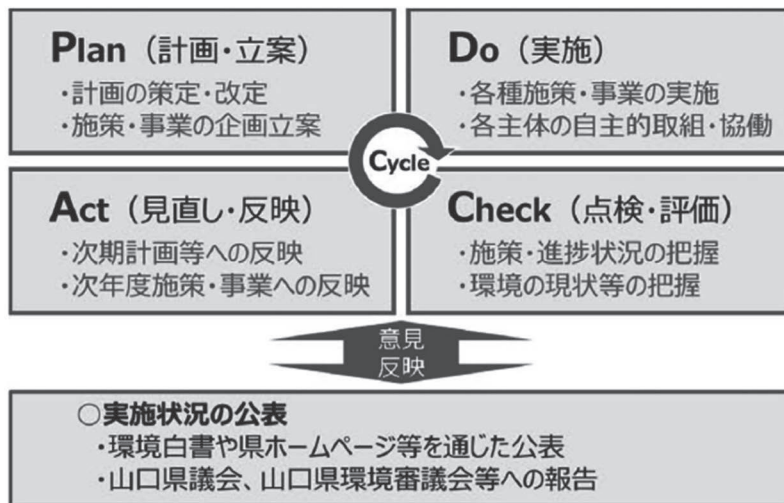 Plan（計画・立案）
・計画の策定・改定
・施策・事業の企画立案
Do（実施）
・各種施策・事業の実施
・各主体の自主的取組・協働
Cycle
Act（見直し・反映）
・次期計画等への反映
・次年度施策・事業への反映
Check（点検・評価）
・施策・進捗状況の把握
・環境の現状等の把握
意見
反映
○実施状況の公表
・環境白書や県ホームページ等を通じた公表
・山口県議会、山口県環境審議会等への報告